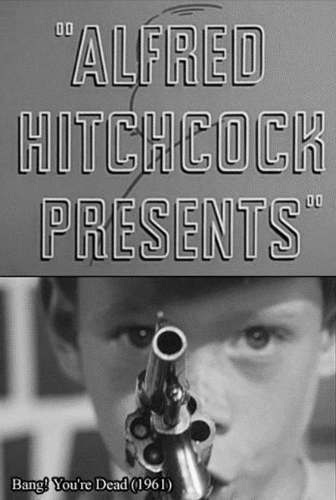 "ALFRED
HITCHCOCK
PRESENTS"
Bang! You're Dead (1961)